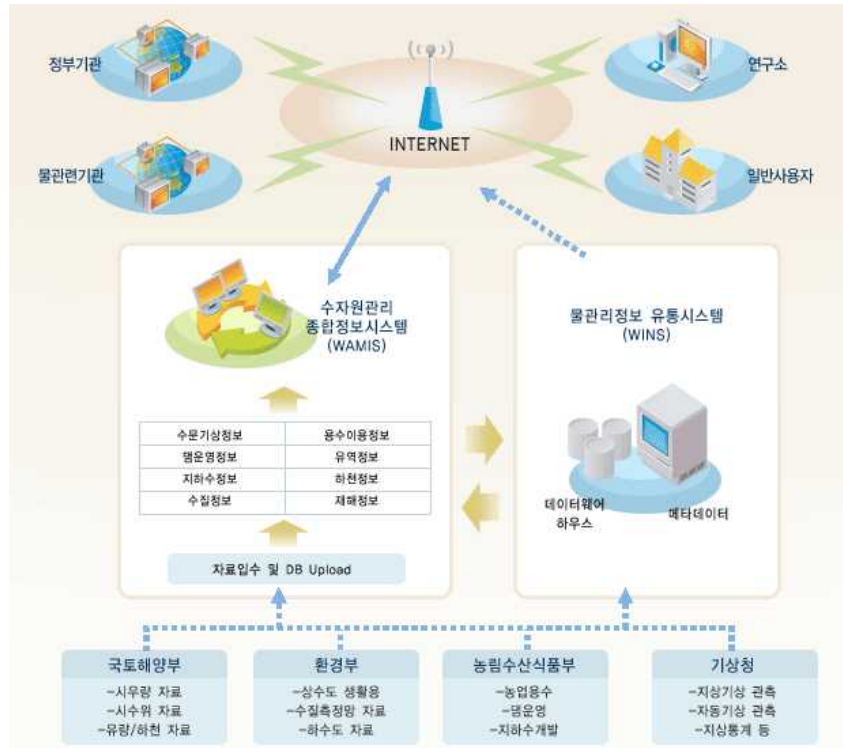 정부기관
연구소
INTERNET
물관련기관
일반사용자
수자원관리
종합정보시스템
(WAMIS)
물관리정보 유통시스템
(WINS)
수문기상정보 용수이용정보
댐운영정보 유역정보
지하수정보 하천정보
수질정보 재해정보
데이터웨어
하우스
메타데이터
자료입수 및 DB Upload
국토해양부
-시우량 자료
-시수위 자료
-유량/하천 자료
환경부
-상수도 생활용
-수질측정망 자료
-하수도 자료
농림수산식품부
-농업용수
-댐운영
-지하수개발
기상청
-지상기상 관측
-자동기상 관측
-지상통계 등